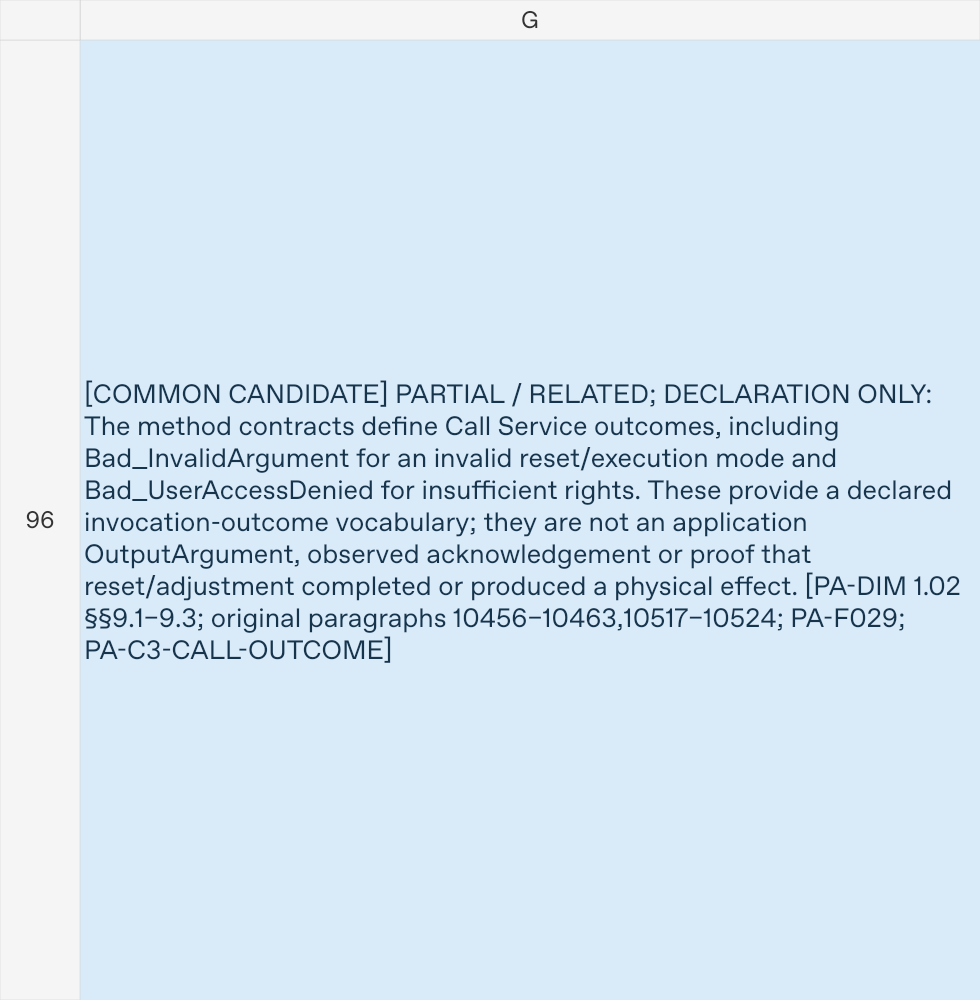 G
96
[COMMON CANDIDATE] PARTIAL / RELATED; DECLARATION ONLY:
The method contracts define Call Service outcomes, including
Bad_InvalidArgument for an invalid reset/execution mode and
Bad_UserAccessDenied for insufficient rights. These provide a declared
invocation-outcome vocabulary; they are not an application
OutputArgument, observed acknowledgement or proof that
reset/adjustment completed or produced a physical effect. [PA-DIM 1.02
§§9.1–9.3; original paragraphs 10456–10463,10517–10524; PA-F029;
PA-C3-CALL-OUTCOME]